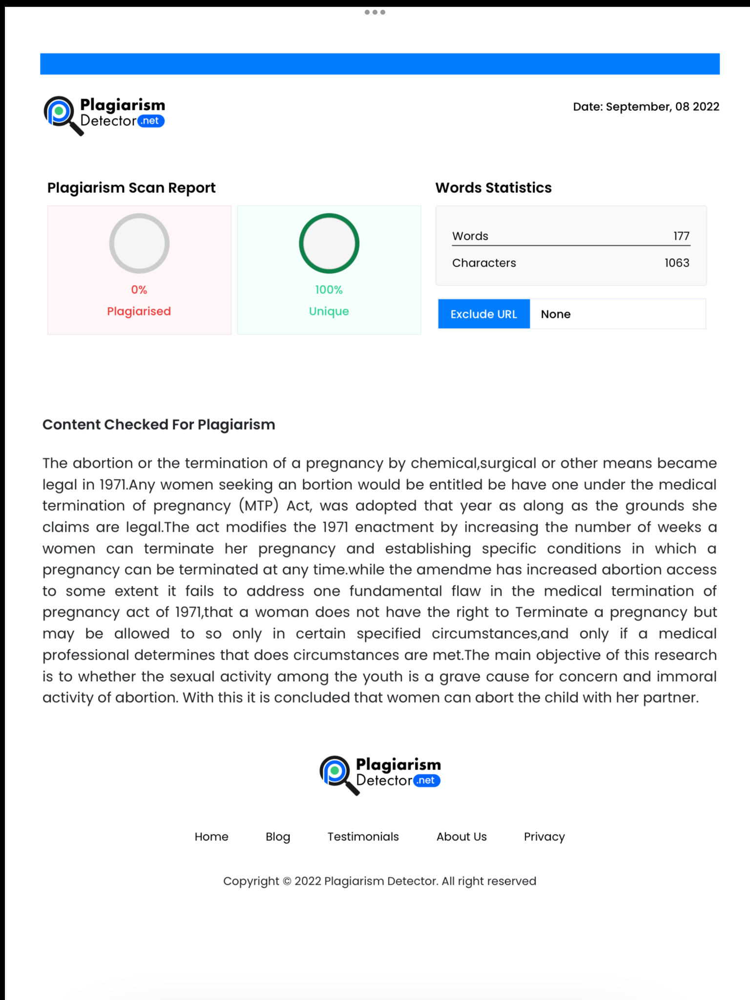 Plagiarism
Detector.net
Date: September, 08 2022
Plagiarism Scan Report
0%
Plagiarised
100%
Unique
Words Statistics
Words 177
Characters 1063
Exclude URL None
Content Checked For Plagiarism
The abortion or the termination of a pregnancy by chemical,surgical or other means became
legal in 1971.Any women seeking an bortion would be entitled be have one under the medical
termination of pregnancy (MTP) Act, was adopted that year as along as the grounds she
claims are legal.The act modifies the 1971 enactment by increasing the number of weeks a
women can terminate her pregnancy and establishing specific conditions in which a
pregnancy can be terminated at any time.while the amendme has increased abortion access
to some extent it fails to address one fundamental flaw in the medical termination of
pregnancy act of 1971,that a woman does not have the right to Terminate a pregnancy but
may be allowed to so only in certain specified circumstances,and only if a medical
professional determines that does circumstances are met.The main objective of this research
is to whether the sexual activity among the youth is a grave cause for concern and immoral
activity of abortion. With this it is concluded that women can abort the child with her partner.
Plagiarism
Detector.net
Home Blog Testimonials About Us Privacy
Copyright © 2022 Plagiarism Detector. All right reserved